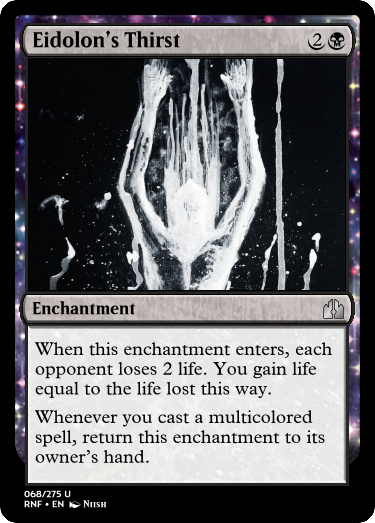 Eidolon's Thirst 2
Enchantment
When this enchantment enters, each
opponent loses 2 life. You gain life
equal to the life lost this way.
Whenever you cast a multicolored
spell, return this enchantment to its
owner's hand.
068/275 U
RNF • EN Niish